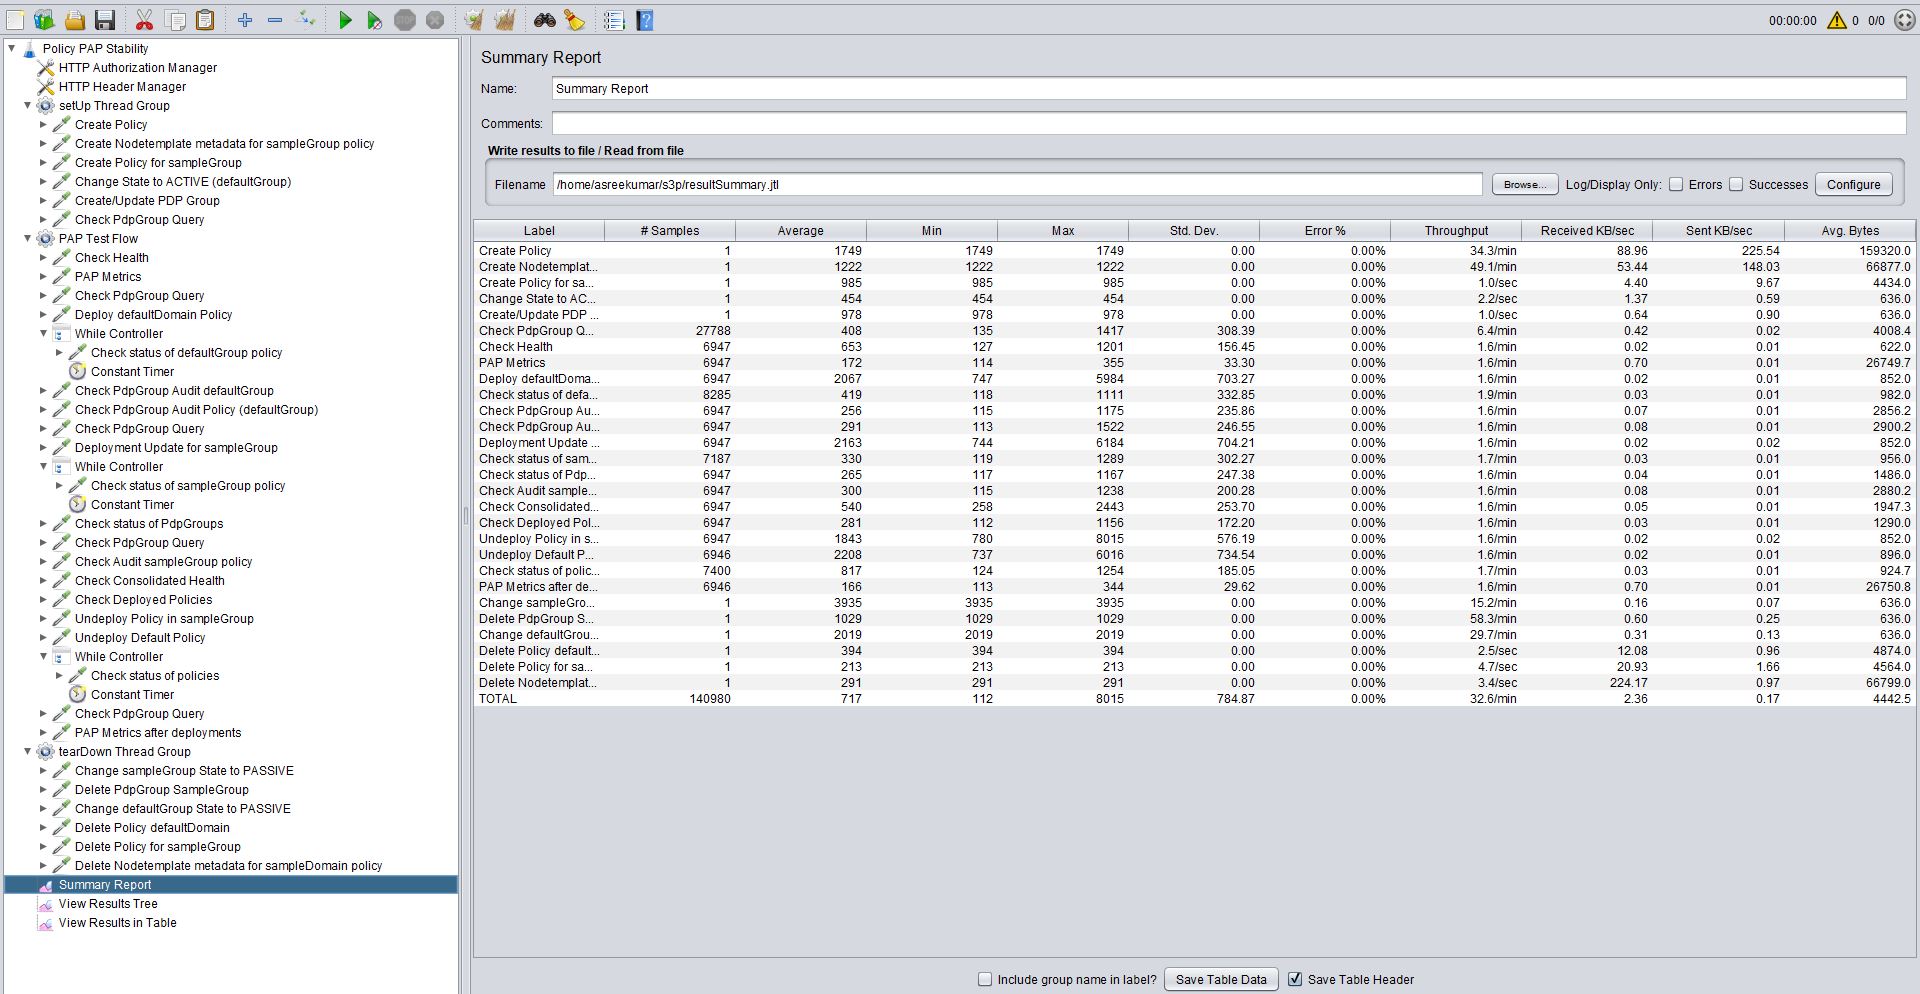 00:00:00 0 0/0
Policy PAP Stability
HTTP Authorization Manager
HTTP Header Manager
setUp Thread Group
Create Policy
Create Nodetemplate metadata for sampleGroup policy
Create Policy for sampleGroup
Change State to ACTIVE (defaultGroup)
Create/Update PDP Group
Check PdpGroup Query
PAP Test Flow
Check Health
PAP Metrics
Check PdpGroup Query
Deploy defaultDomain Policy
While Controller
Check status of defaultGroup policy
Constant Timer
Check PdpGroup Audit defaultGroup
Check PdpGroup Audit Policy (defaultGroup)
Check PdpGroup Query
Deployment Update for sampleGroup
While Controller
Check status of sampleGroup policy
Constant Timer
Check status of PdpGroups
Check PdpGroup Query
Check Audit sampleGroup policy
Check Consolidated Health
Check Deployed Policies
Undeploy Policy in sampleGroup
Undeploy Default Policy
While Controller
Check status of policies
Constant Timer
Check PdpGroup Query
PAP Metrics after deployments
tearDown Thread Group
Change sampleGroup State to PASSIVE
Delete PdpGroup SampleGroup
Change defaultGroup State to PASSIVE
Delete Policy defaultDomain
Delete Policy for sampleGroup
Delete Nodetemplate metadata for sampleDomain policy
Summary Report
View Results Tree
View Results in Table
Summary Report
Name: Summary Report
Comments:
Write results to file / Read from file
Filename /home/asreekumar/s3p/resultSummary.jtl Browse... Log/Display Only: Errors Successes Configure
Label # Samples Average Min Max Std. Dev. Error % Throughput Received KB/sec Sent KB/sec Avg. Bytes
Create Policy 1 1749 1749 1749 0.00 0.00% 34.3/min 88.96 225.54 159320.0
Create Nodetemplat... 1 1222 1222 1222 0.00 0.00% 49.1/min 53.44 148.03 66877.0
Create Policy for sa... 1 985 985 985 0.00 0.00% 1.0/sec 4.40 9.67 4434.0
Change State to AC... 1 454 454 454 0.00 0.00% 2.2/sec 1.37 0.59 636.0
Create/Update PDP ... 1 978 978 978 0.00 0.00% 1.0/sec 0.64 0.90 636.0
Check PdpGroup Q... 27788 408 135 1417 308.39 0.00% 6.4/min 0.42 0.02 4008.4
Check Health 6947 653 127 1201 156.45 0.00% 1.6/min 0.02 0.01 622.0
PAP Metrics 6947 172 114 355 33.30 0.00% 1.6/min 0.70 0.01 26749.7
Deploy defaultDoma... 6947 2067 747 5984 703.27 0.00% 1.6/min 0.02 0.01 852.0
Check status of defa... 8285 419 118 1111 332.85 0.00% 1.9/min 0.03 0.01 982.0
Check PdpGroup Au... 6947 256 115 1175 235.86 0.00% 1.6/min 0.07 0.01 2856.2
Check PdpGroup Au... 6947 291 113 1522 246.55 0.00% 1.6/min 0.08 0.01 2900.2
Deployment Update ... 6947 2163 744 6184 704.21 0.00% 1.6/min 0.02 0.02 852.0
Check status of sam... 7187 330 119 1289 302.27 0.00% 1.7/min 0.03 0.01 956.0
Check status of Pdp... 6947 265 117 1167 247.38 0.00% 1.6/min 0.04 0.01 1486.0
Check Audit sample... 6947 300 115 1238 200.28 0.00% 1.6/min 0.08 0.01 2880.2
Check Consolidated... 6947 540 258 2443 253.70 0.00% 1.6/min 0.05 0.01 1947.3
Check Deployed Pol... 6947 281 112 1156 172.20 0.00% 1.6/min 0.03 0.01 1290.0
Undeploy Policy in s... 6947 1843 780 8015 576.19 0.00% 1.6/min 0.02 0.02 852.0
Undeploy Default P... 6946 2208 737 6016 734.54 0.00% 1.6/min 0.02 0.01 896.0
Check status of polic... 7400 817 124 1254 185.05 0.00% 1.7/min 0.03 0.01 924.7
PAP Metrics after de... 6946 166 113 344 29.62 0.00% 1.6/min 0.70 0.01 26750.8
Change sampleGro... 1 3935 3935 3935 0.00 0.00% 15.2/min 0.16 0.07 636.0
Delete PdpGroup S... 1 1029 1029 1029 0.00 0.00% 58.3/min 0.60 0.25 636.0
Change defaultGrou... 1 2019 2019 2019 0.00 0.00% 29.7/min 0.31 0.13 636.0
Delete Policy default... 1 394 394 394 0.00 0.00% 2.5/sec 12.08 0.96 4874.0
Delete Policy for sa... 1 213 213 213 0.00 0.00% 4.7/sec 20.93 1.66 4564.0
Delete Nodetemplat... 1 291 291 291 0.00 0.00% 3.4/sec 224.17 0.97 66799.0
TOTAL 140980 717 112 8015 784.87 0.00% 32.6/min 2.36 0.17 4442.5
Include group name in label? Save Table Data Save Table Header